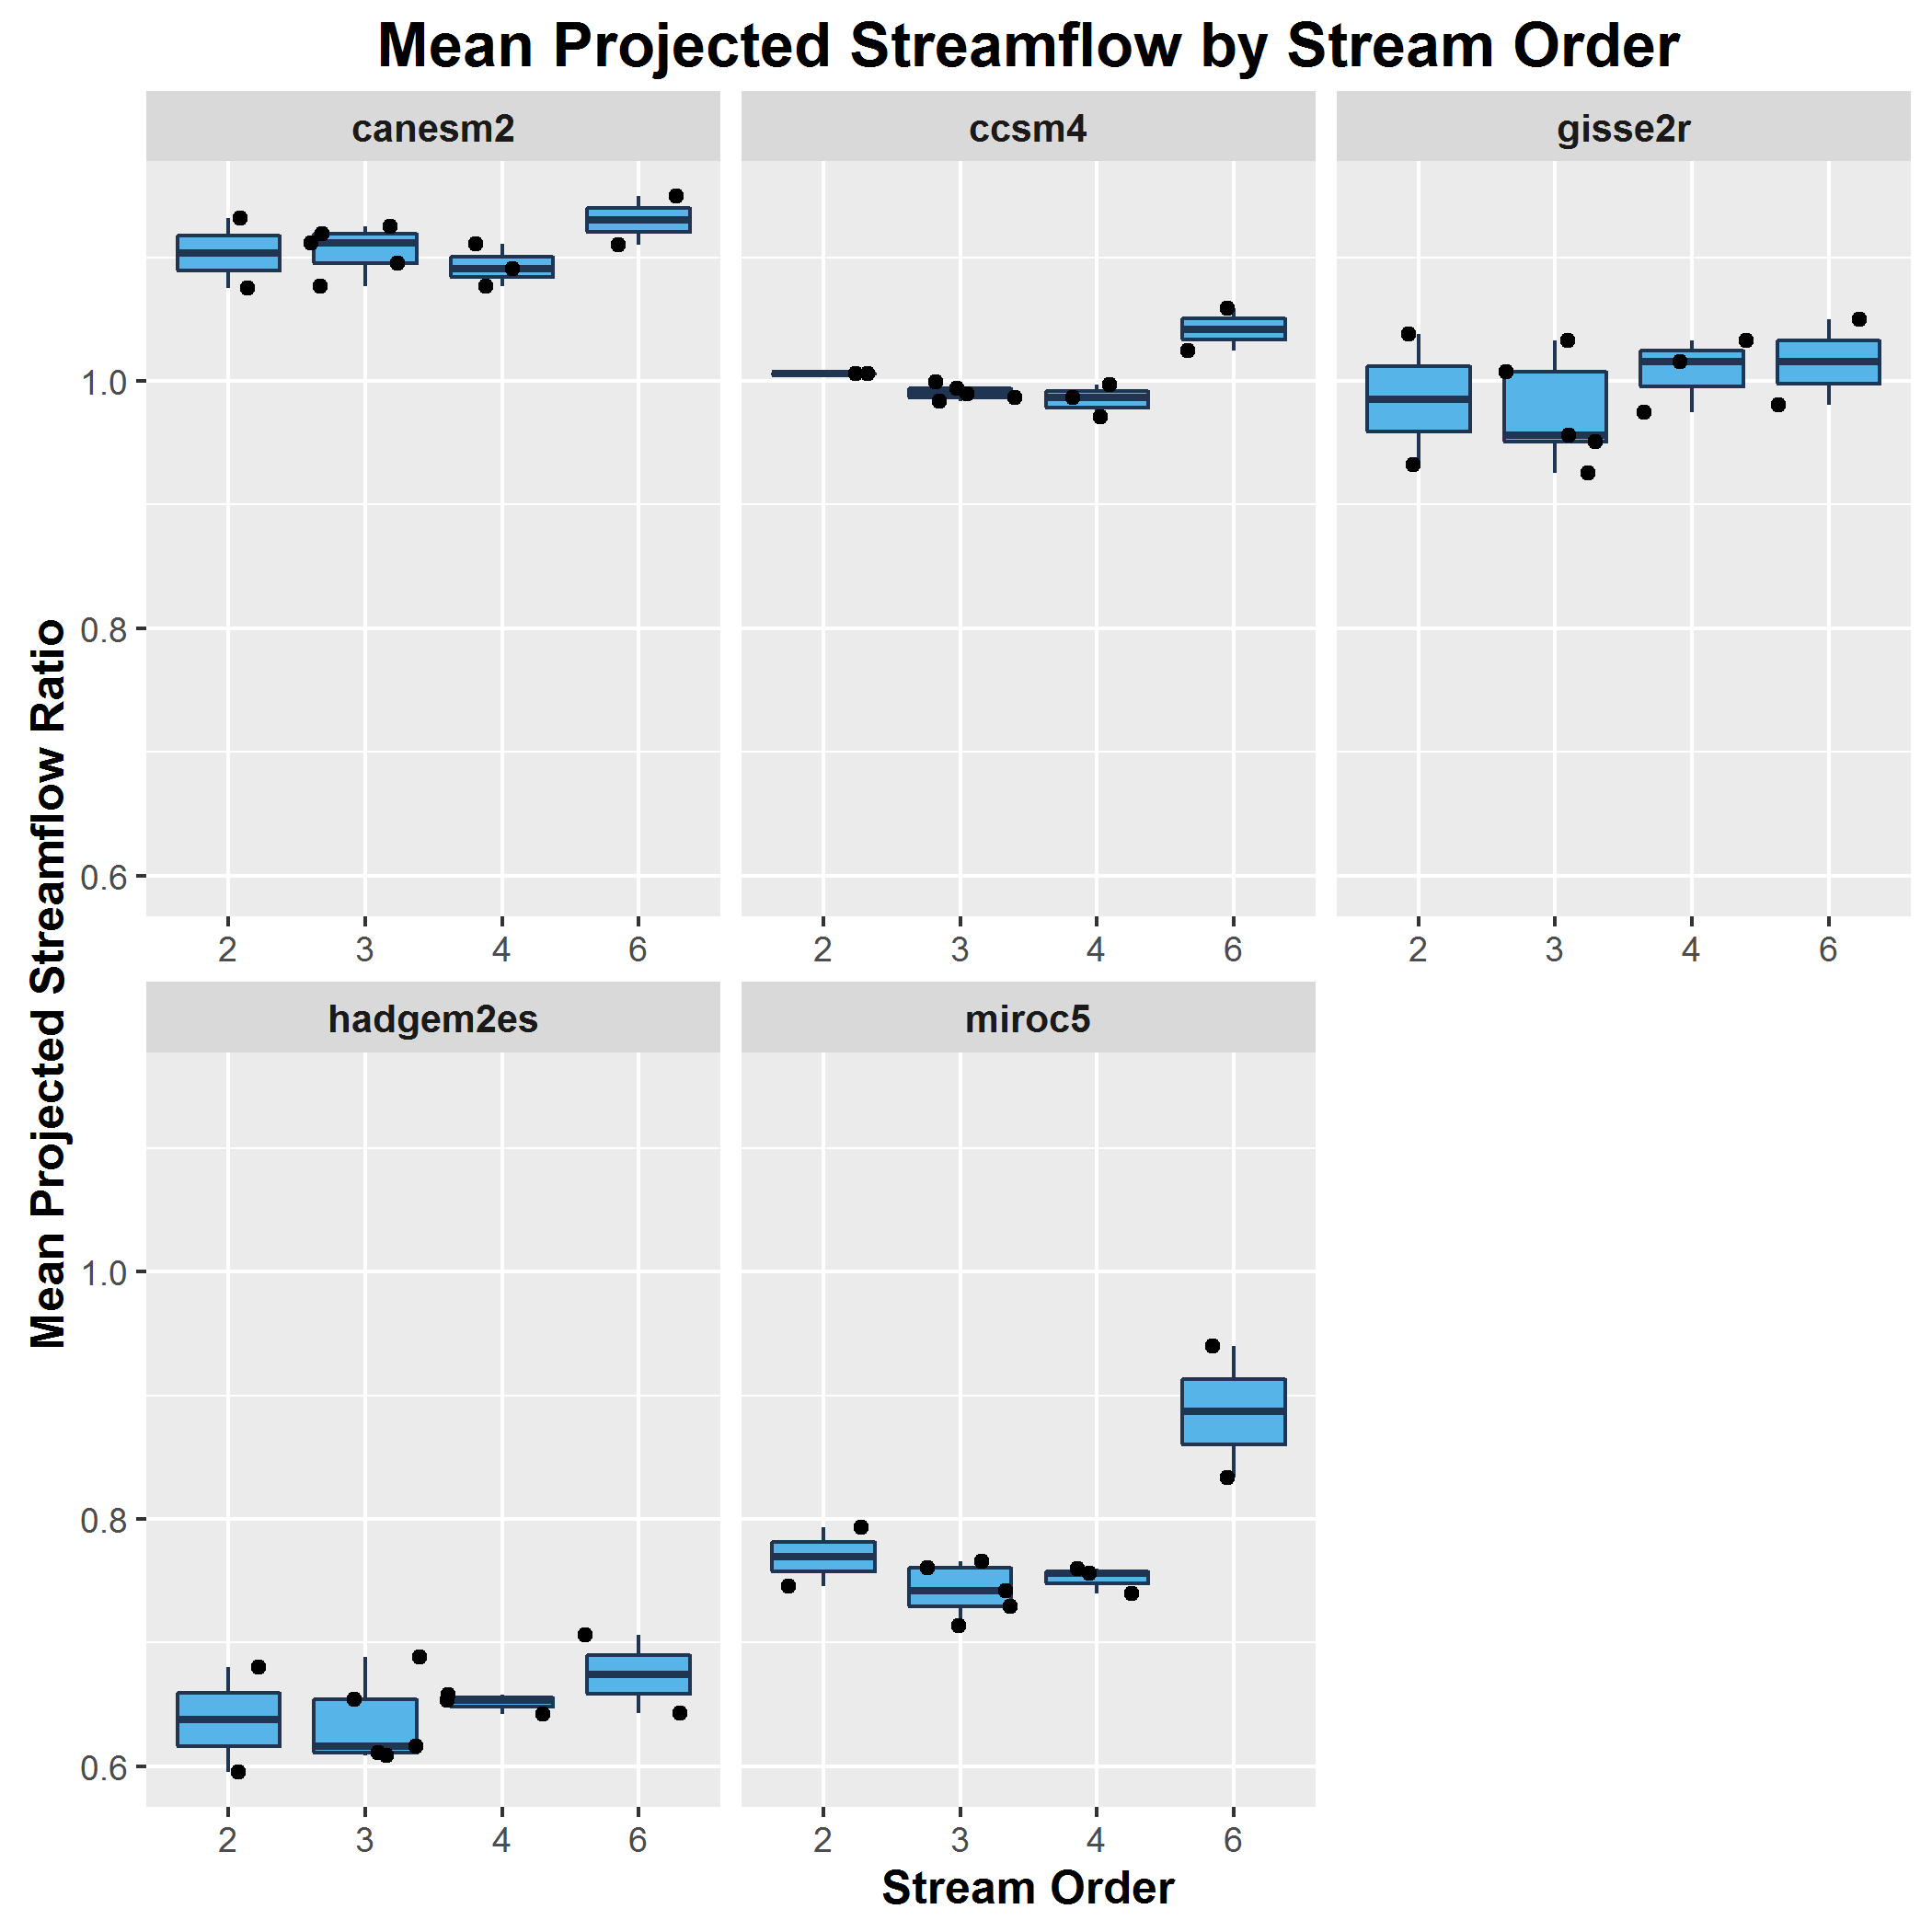 Mean Projected Streamflow by Stream Order
canesm2 ccsm4 gisse2r
1.0
0.8
0.6
2 3 4 6 2 3 4 6 2 3 4 6
Mean Projected Streamflow Ratio
hadgem2es miroc5
1.0
0.8
0.6
2 3 4 6 2 3 4 6
Stream Order